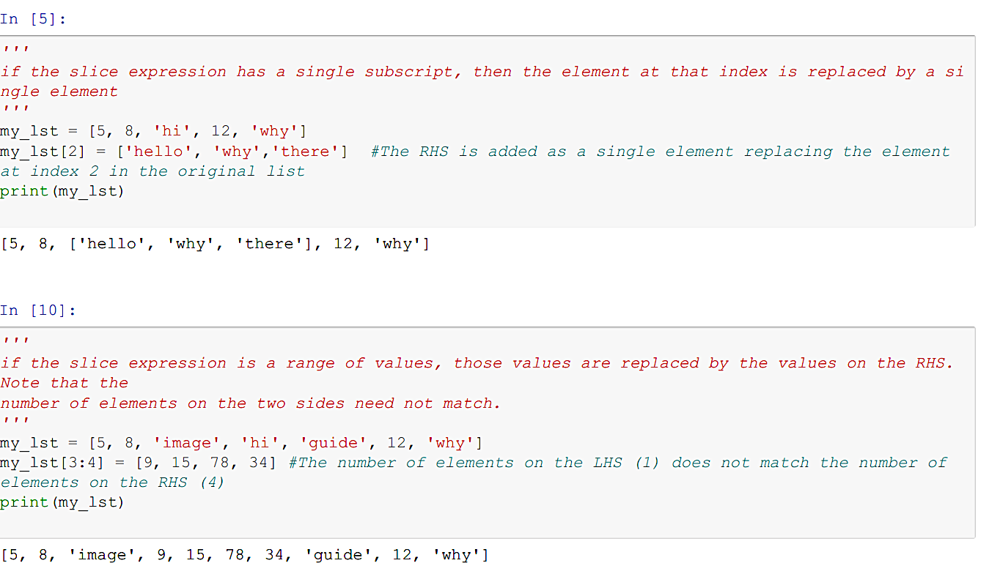 In [5]:
'''
if the slice expression has a single subscript, then the element at that index is replaced by a si
ngle element
'''
my_lst = [5, 8, 'hi', 12, 'why']
my_lst[2] = ['hello', 'why','there']  #The RHS is added as a single element replacing the element
at index 2 in the original list
print(my_lst)
[5, 8, ['hello', 'why', 'there'], 12, 'why']
In [10]:
'''
if the slice expression is a range of values, those values are replaced by the values on the RHS.
Note that the
number of elements on the two sides need not match.
'''
my_lst = [5, 8, 'image', 'hi', 'guide', 12, 'why']
my_lst[3:4] = [9, 15, 78, 34] #The number of elements on the LHS (1) does not match the number of
elements on the RHS (4)
print(my_lst)
[5, 8, 'image', 9, 15, 78, 34, 'guide', 12, 'why']